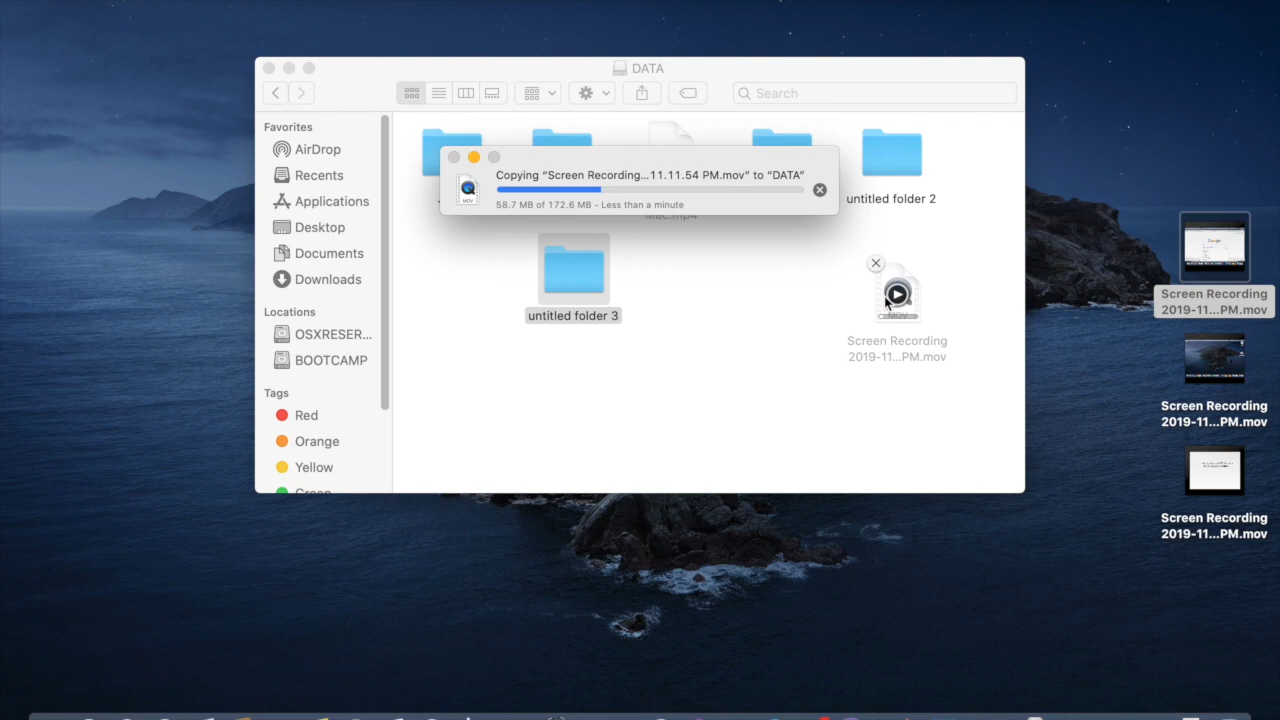 DATA
Search
Favorites
AirDrop
Recents
Applications
Desktop
Documents
Downloads
Locations
OSXRESER...
BOOTCAMP
Tags
Red
Orange
Yellow
Green
Copying “Screen Recording...11.11.54 PM.mov” to “DATA”
58.7 MB of 172.6 MB - Less than a minute
MOV
Mac.mp4
untitled folder 2
untitled folder 3
MOV
Screen Recording
2019-11...PM.mov
Google
Screen Recording
2019-11...PM.mov
Screen Recording
2019-11...PM.mov
Screen Recording
2019-11...PM.mov